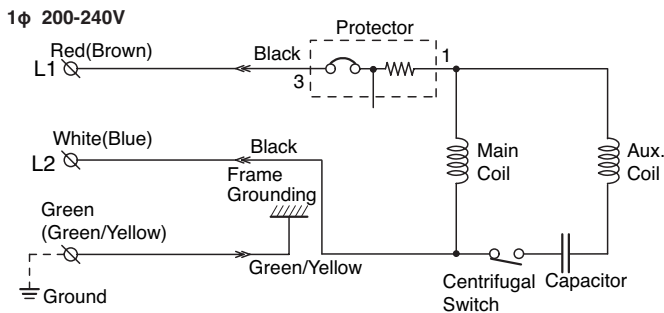 1ϕ 200-240V
Protector
Red(Brown)
Black
1
L1
3
White(Blue)
Black
L2
Frame
Grounding
Main
Coil
Aux.
Coil
Green
(Green/Yellow)
Green/Yellow
Ground
Centrifugal
Switch
Capacitor